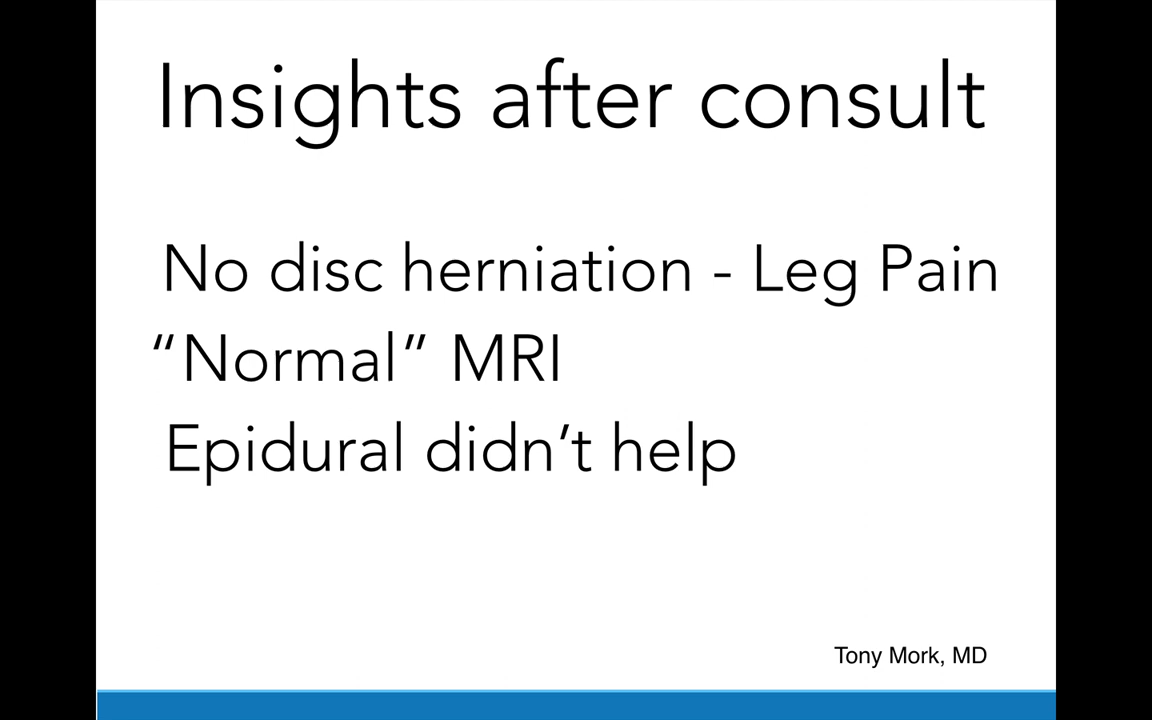 Insights after consult
No disc herniation - Leg Pain
“Normal” MRI
Epidural didn’t help
Tony Mork, MD